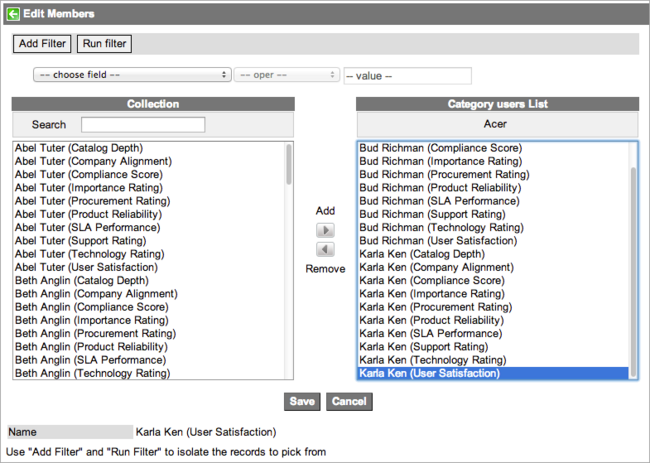 Edit Members
Add Filter Run filter
-- choose field -- -- oper -- -- value --
Collection
Search
Abel Tuter (Catalog Depth)
Abel Tuter (Company Alignment)
Abel Tuter (Compliance Score)
Abel Tuter (Importance Rating)
Abel Tuter (Procurement Rating)
Abel Tuter (Product Reliability)
Abel Tuter (SLA Performance)
Abel Tuter (Support Rating)
Abel Tuter (Technology Rating)
Abel Tuter (User Satisfaction)
Beth Anglin (Catalog Depth)
Beth Anglin (Company Alignment)
Beth Anglin (Compliance Score)
Beth Anglin (Importance Rating)
Beth Anglin (Procurement Rating)
Beth Anglin (Product Reliability)
Beth Anglin (SLA Performance)
Beth Anglin (Technology Rating)
Add
Remove
Category users List
Acer
Bud Richman (Compliance Score)
Bud Richman (Importance Rating)
Bud Richman (Procurement Rating)
Bud Richman (Product Reliability)
Bud Richman (SLA Performance)
Bud Richman (Support Rating)
Bud Richman (Technology Rating)
Bud Richman (User Satisfaction)
Karla Ken (Catalog Depth)
Karla Ken (Company Alignment)
Karla Ken (Compliance Score)
Karla Ken (Importance Rating)
Karla Ken (Procurement Rating)
Karla Ken (Product Reliability)
Karla Ken (SLA Performance)
Karla Ken (Support Rating)
Karla Ken (Technology Rating)
Karla Ken (User Satisfaction)
Save Cancel
Name Karla Ken (User Satisfaction)
Use "Add Filter" and "Run Filter" to isolate the records to pick from